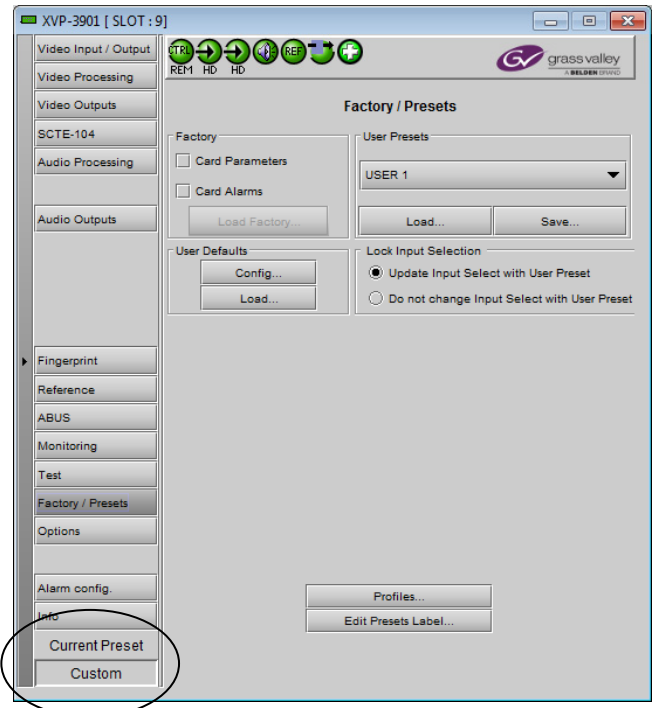 XVP-3901 [ SLOT : 9]
Video Input / Output
Video Processing
Video Outputs
SCTE-104
Audio Processing
Audio Outputs
Fingerprint
Reference
ABUS
Monitoring
Test
Factory / Presets
Options
Alarm config.
Info
Current Preset
Custom
CTRL
REF
REM HD HD
GV grass valley
A BELDEN BRAND
Factory / Presets
Factory
Card Parameters
Card Alarms
Load Factory...
User Presets
USER 1
Load...
Save...
User Defaults
Config...
Load...
Lock Input Selection
Update Input Select with User Preset
Do not change Input Select with User Preset
Profiles...
Edit Presets Label...